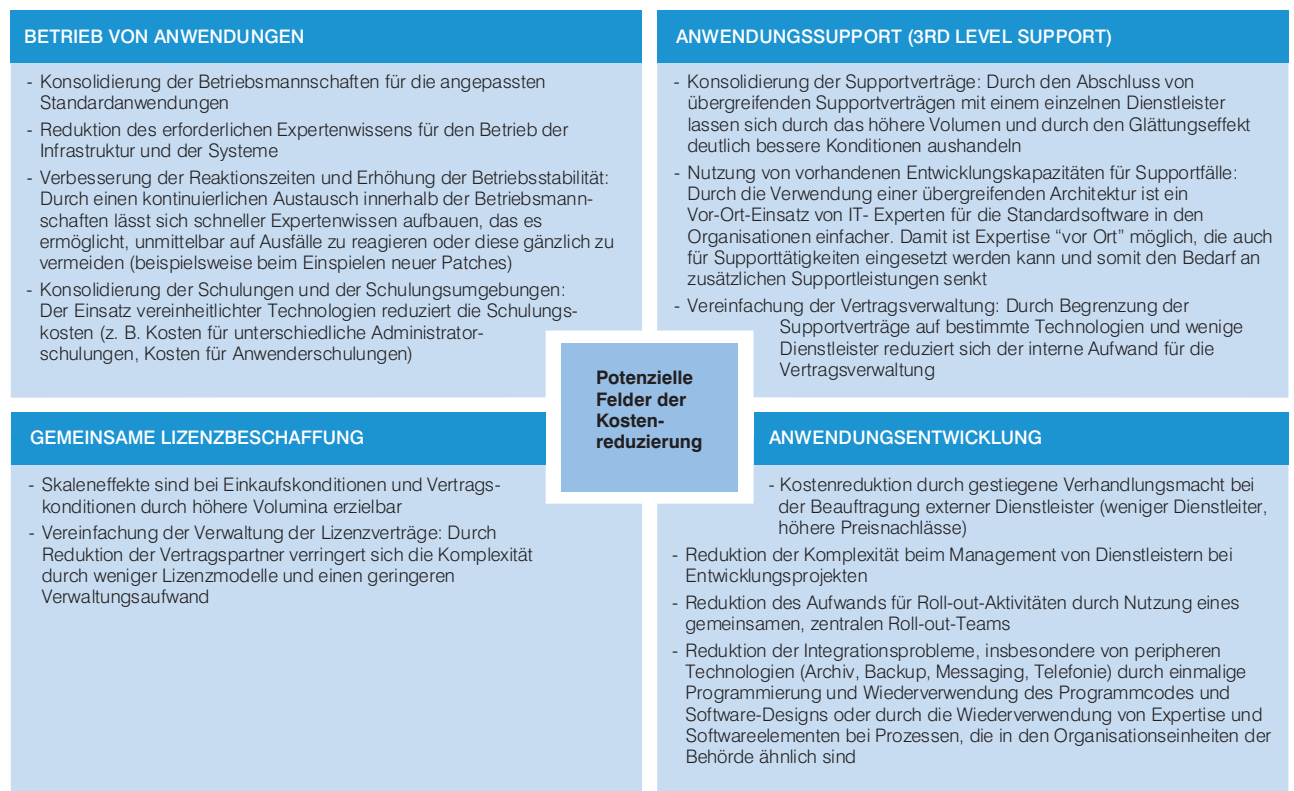 BETRIEB VON ANWENDUNGEN
- Konsolidierung der Betriebsmannschaften für die angepassten
Standardanwendungen
- Reduktion des erforderlichen Expertenwissens für den Betrieb der
Infrastruktur und der Systeme
- Verbesserung der Reaktionszeiten und Erhöhung der Betriebsstabilität:
Durch einen kontinuierlichen Austausch innerhalb der Betriebsmann-
schaften lässt sich schneller Expertenwissen aufbauen, das es
ermöglicht, unmittelbar auf Ausfälle zu reagieren oder diese gänzlich zu
vermeiden (beispielsweise beim Einspielen neuer Patches)
- Konsolidierung der Schulungen und der Schulungsumgebungen:
Der Einsatz vereinheitlichter Technologien reduziert die Schulungs-
kosten (z. B. Kosten für unterschiedliche Administrator-
schulungen, Kosten für Anwenderschulungen)
ANWENDUNGSSUPPORT (3RD LEVEL SUPPORT)
- Konsolidierung der Supportverträge: Durch den Abschluss von
übergreifenden Supportverträgen mit einem einzelnen Dienstleister
lassen sich durch das höhere Volumen und durch den Glättungseffekt
deutlich bessere Konditionen aushandeln
- Nutzung von vorhandenen Entwicklungskapazitäten für Supportfälle:
Durch die Verwendung einer übergreifenden Architektur ist ein
Vor-Ort-Einsatz von IT- Experten für die Standardsoftware in den
Organisationen einfacher. Damit ist Expertise “vor Ort” möglich, die auch
für Supporttätigkeiten eingesetzt werden kann und somit den Bedarf an
zusätzlichen Supportleistungen senkt
- Vereinfachung der Vertragsverwaltung: Durch Begrenzung der
Supportverträge auf bestimmte Technologien und wenige
Dienstleister reduziert sich der interne Aufwand für die
Vertragsverwaltung
Potenzielle
Felder der
Kosten-
reduzierung
GEMEINSAME LIZENZBESCHAFFUNG
- Skaleneffekte sind bei Einkaufskonditionen und Vertrags-
konditionen durch höhere Volumina erzielbar
- Vereinfachung der Verwaltung der Lizenzverträge: Durch
Reduktion der Vertragspartner verringert sich die Komplexität
durch weniger Lizenzmodelle und einen geringeren
Verwaltungsaufwand
ANWENDUNGSENTWICKLUNG
- Kostenreduktion durch gestiegene Verhandlungsmacht bei
der Beauftragung externer Dienstleister (weniger Dienstleiter,
höhere Preisnachlässe)
- Reduktion der Komplexität beim Management von Dienstleistern bei
Entwicklungsprojekten
- Reduktion des Aufwands für Roll-out-Aktivitäten durch Nutzung eines
gemeinsamen, zentralen Roll-out-Teams
- Reduktion der Integrationsprobleme, insbesondere von peripheren
Technologien (Archiv, Backup, Messaging, Telefonie) durch einmalige
Programmierung und Wiederverwendung des Programmcodes und
Software-Designs oder durch die Wiederverwendung von Expertise und
Softwareelementen bei Prozessen, die in den Organisationseinheiten der
Behörde ähnlich sind